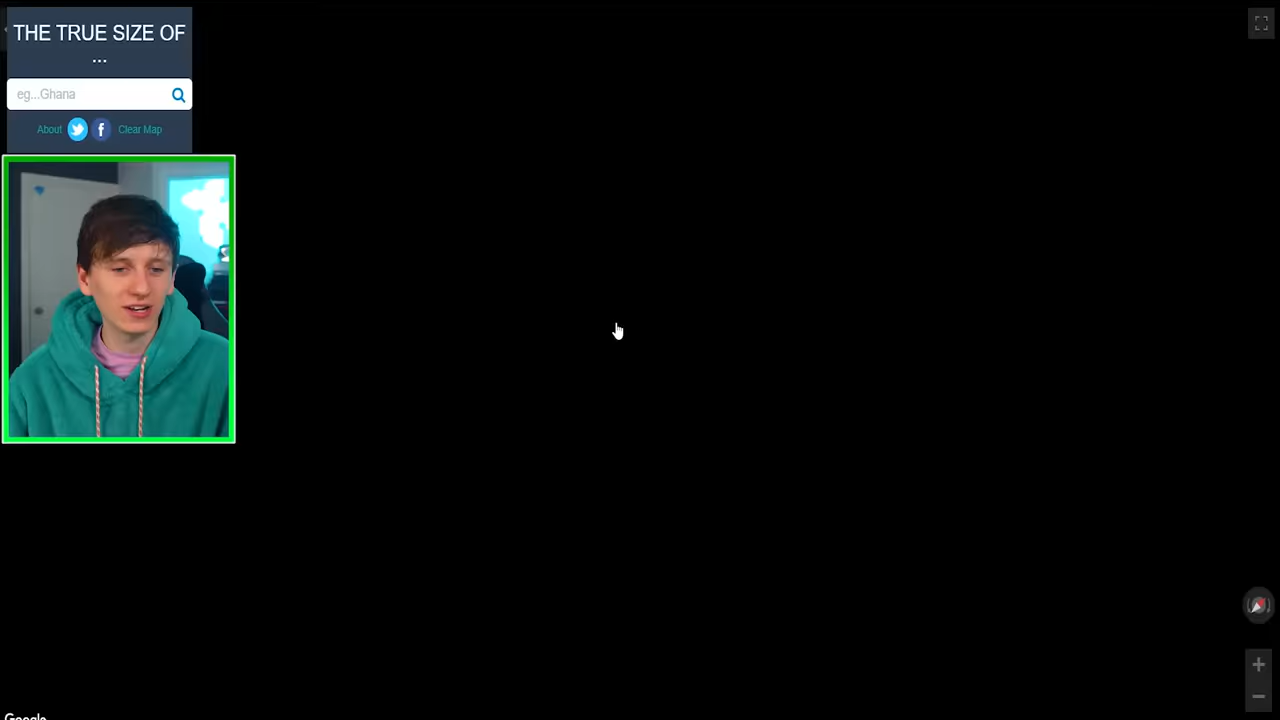 THE TRUE SIZE OF
...
eg...Ghana
About
Clear Map
Google